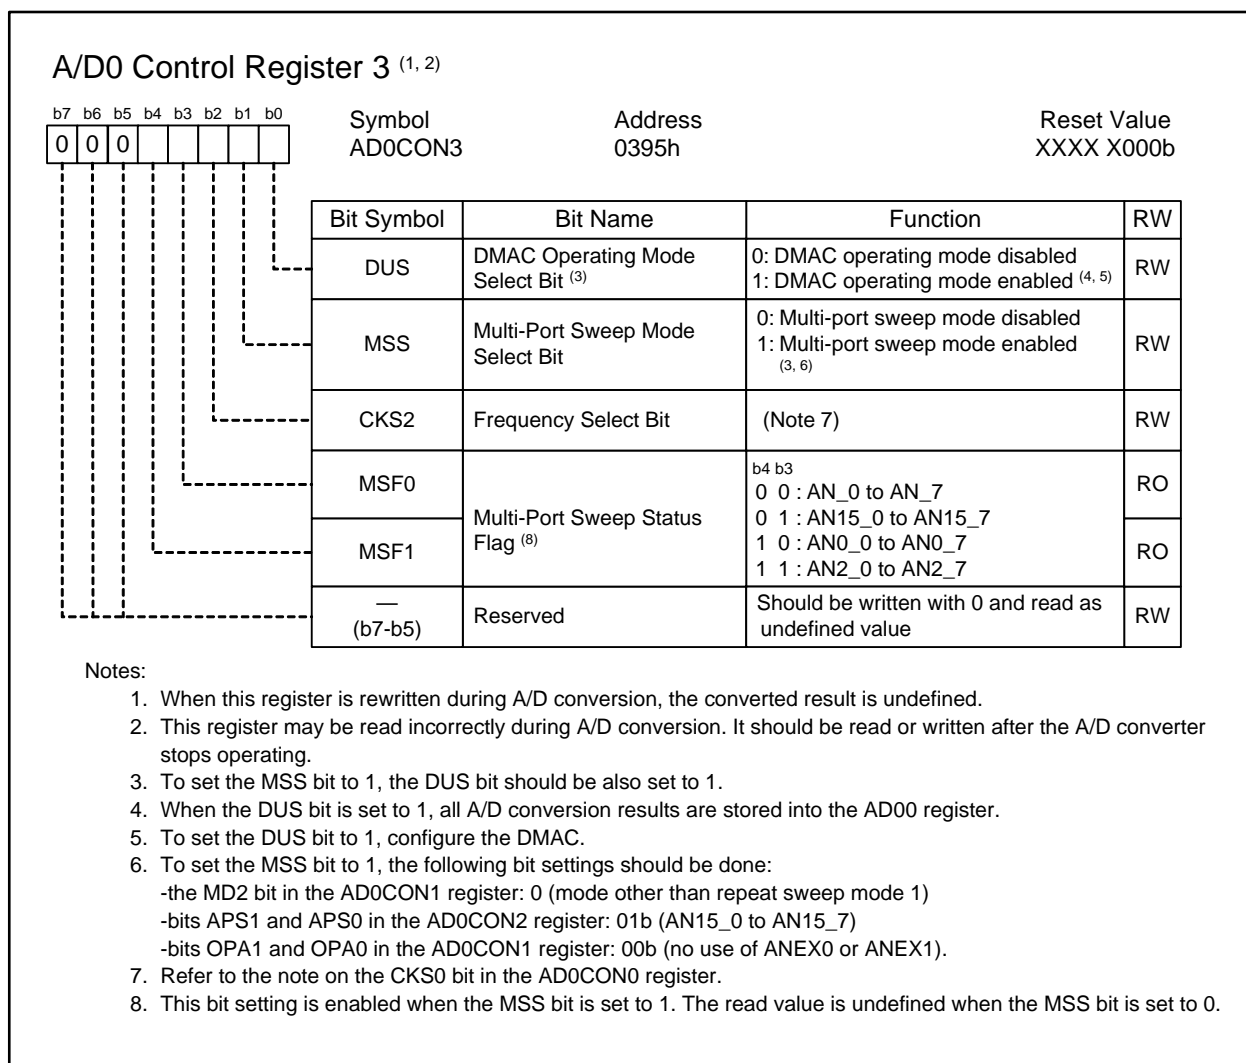 A/D0 Control Register 3 (1, 2)
b7 b6 b5 b4 b3 b2 b1 b0
0 0 0
Symbol Address Reset Value
AD0CON3 0395h XXXX X000b
Bit Symbol Bit Name Function RW
DUS
DMAC Operating Mode
Select Bit (3)
0: DMAC operating mode disabled
1: DMAC operating mode enabled (4, 5)
RW
MSS
Multi-Port Sweep Mode
Select Bit
0: Multi-port sweep mode disabled
1: Multi-port sweep mode enabled
(3, 6)
RW
CKS2 Frequency Select Bit (Note 7) RW
MSF0
MSF1
Multi-Port Sweep Status
Flag (8)
b4 b3
0 0 : AN_0 to AN_7
0 1 : AN15_0 to AN15_7
1 0 : AN0_0 to AN0_7
1 1 : AN2_0 to AN2_7
RO
RO
—
(b7-b5)
Reserved
Should be written with 0 and read as
undefined value
RW
Notes:
1. When this register is rewritten during A/D conversion, the converted result is undefined.
2. This register may be read incorrectly during A/D conversion. It should be read or written after the A/D converter
stops operating.
3. To set the MSS bit to 1, the DUS bit should be also set to 1.
4. When the DUS bit is set to 1, all A/D conversion results are stored into the AD00 register.
5. To set the DUS bit to 1, configure the DMAC.
6. To set the MSS bit to 1, the following bit settings should be done:
-the MD2 bit in the AD0CON1 register: 0 (mode other than repeat sweep mode 1)
-bits APS1 and APS0 in the AD0CON2 register: 01b (AN15_0 to AN15_7)
-bits OPA1 and OPA0 in the AD0CON1 register: 00b (no use of ANEX0 or ANEX1).
7. Refer to the note on the CKS0 bit in the AD0CON0 register.
8. This bit setting is enabled when the MSS bit is set to 1. The read value is undefined when the MSS bit is set to 0.